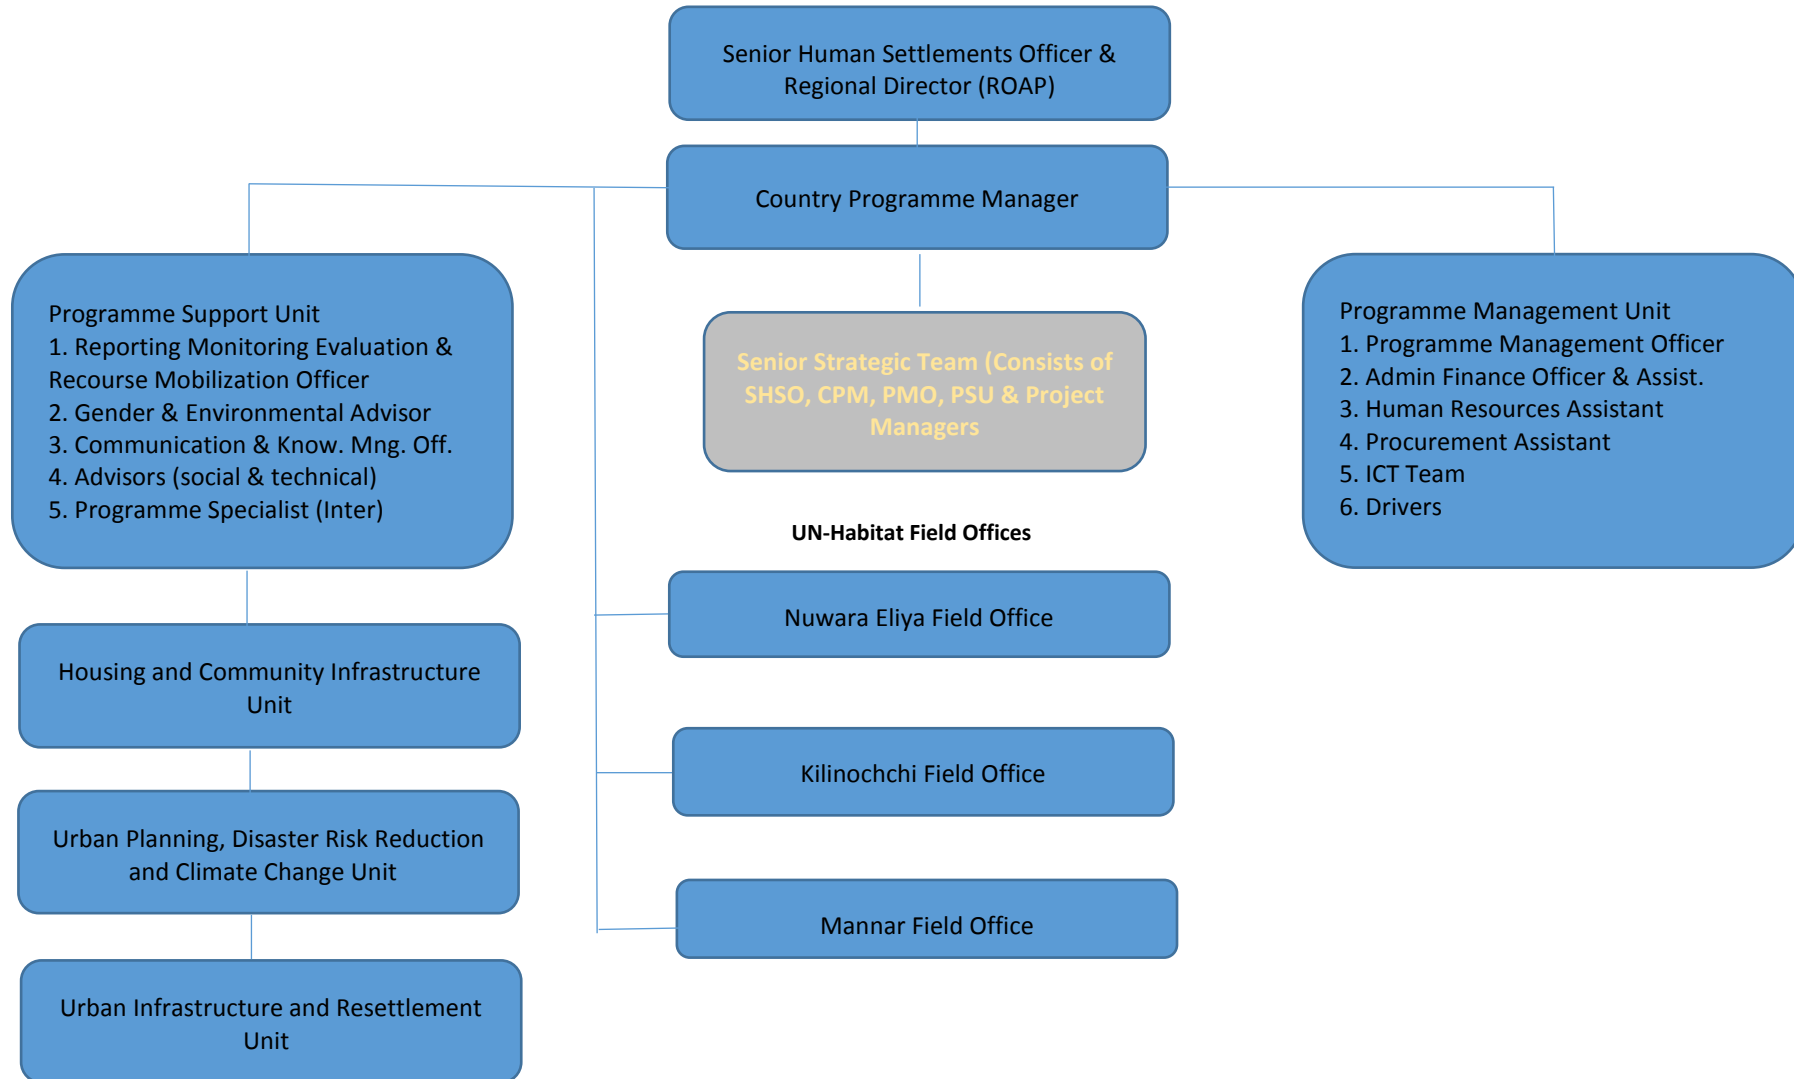 Senior Human Settlements Officer &
Regional Director (ROAP)
Country Programme Manager
Programme Support Unit
1. Reporting Monitoring Evaluation &
Recourse Mobilization Officer
2. Gender & Environmental Advisor
3. Communication & Know. Mng. Off.
4. Advisors (social & technical)
5. Programme Specialist (Inter)
Senior Strategic Team (Consists of
SHSO, CPM, PMO, PSU & Project
Managers
Programme Management Unit
1. Programme Management Officer
2. Admin Finance Officer & Assist.
3. Human Resources Assistant
4. Procurement Assistant
5. ICT Team
6. Drivers
UN-Habitat Field Offices
Nuwara Eliya Field Office
Kilinochchi Field Office
Mannar Field Office
Housing and Community Infrastructure
Unit
Urban Planning, Disaster Risk Reduction
and Climate Change Unit
Urban Infrastructure and Resettlement
Unit